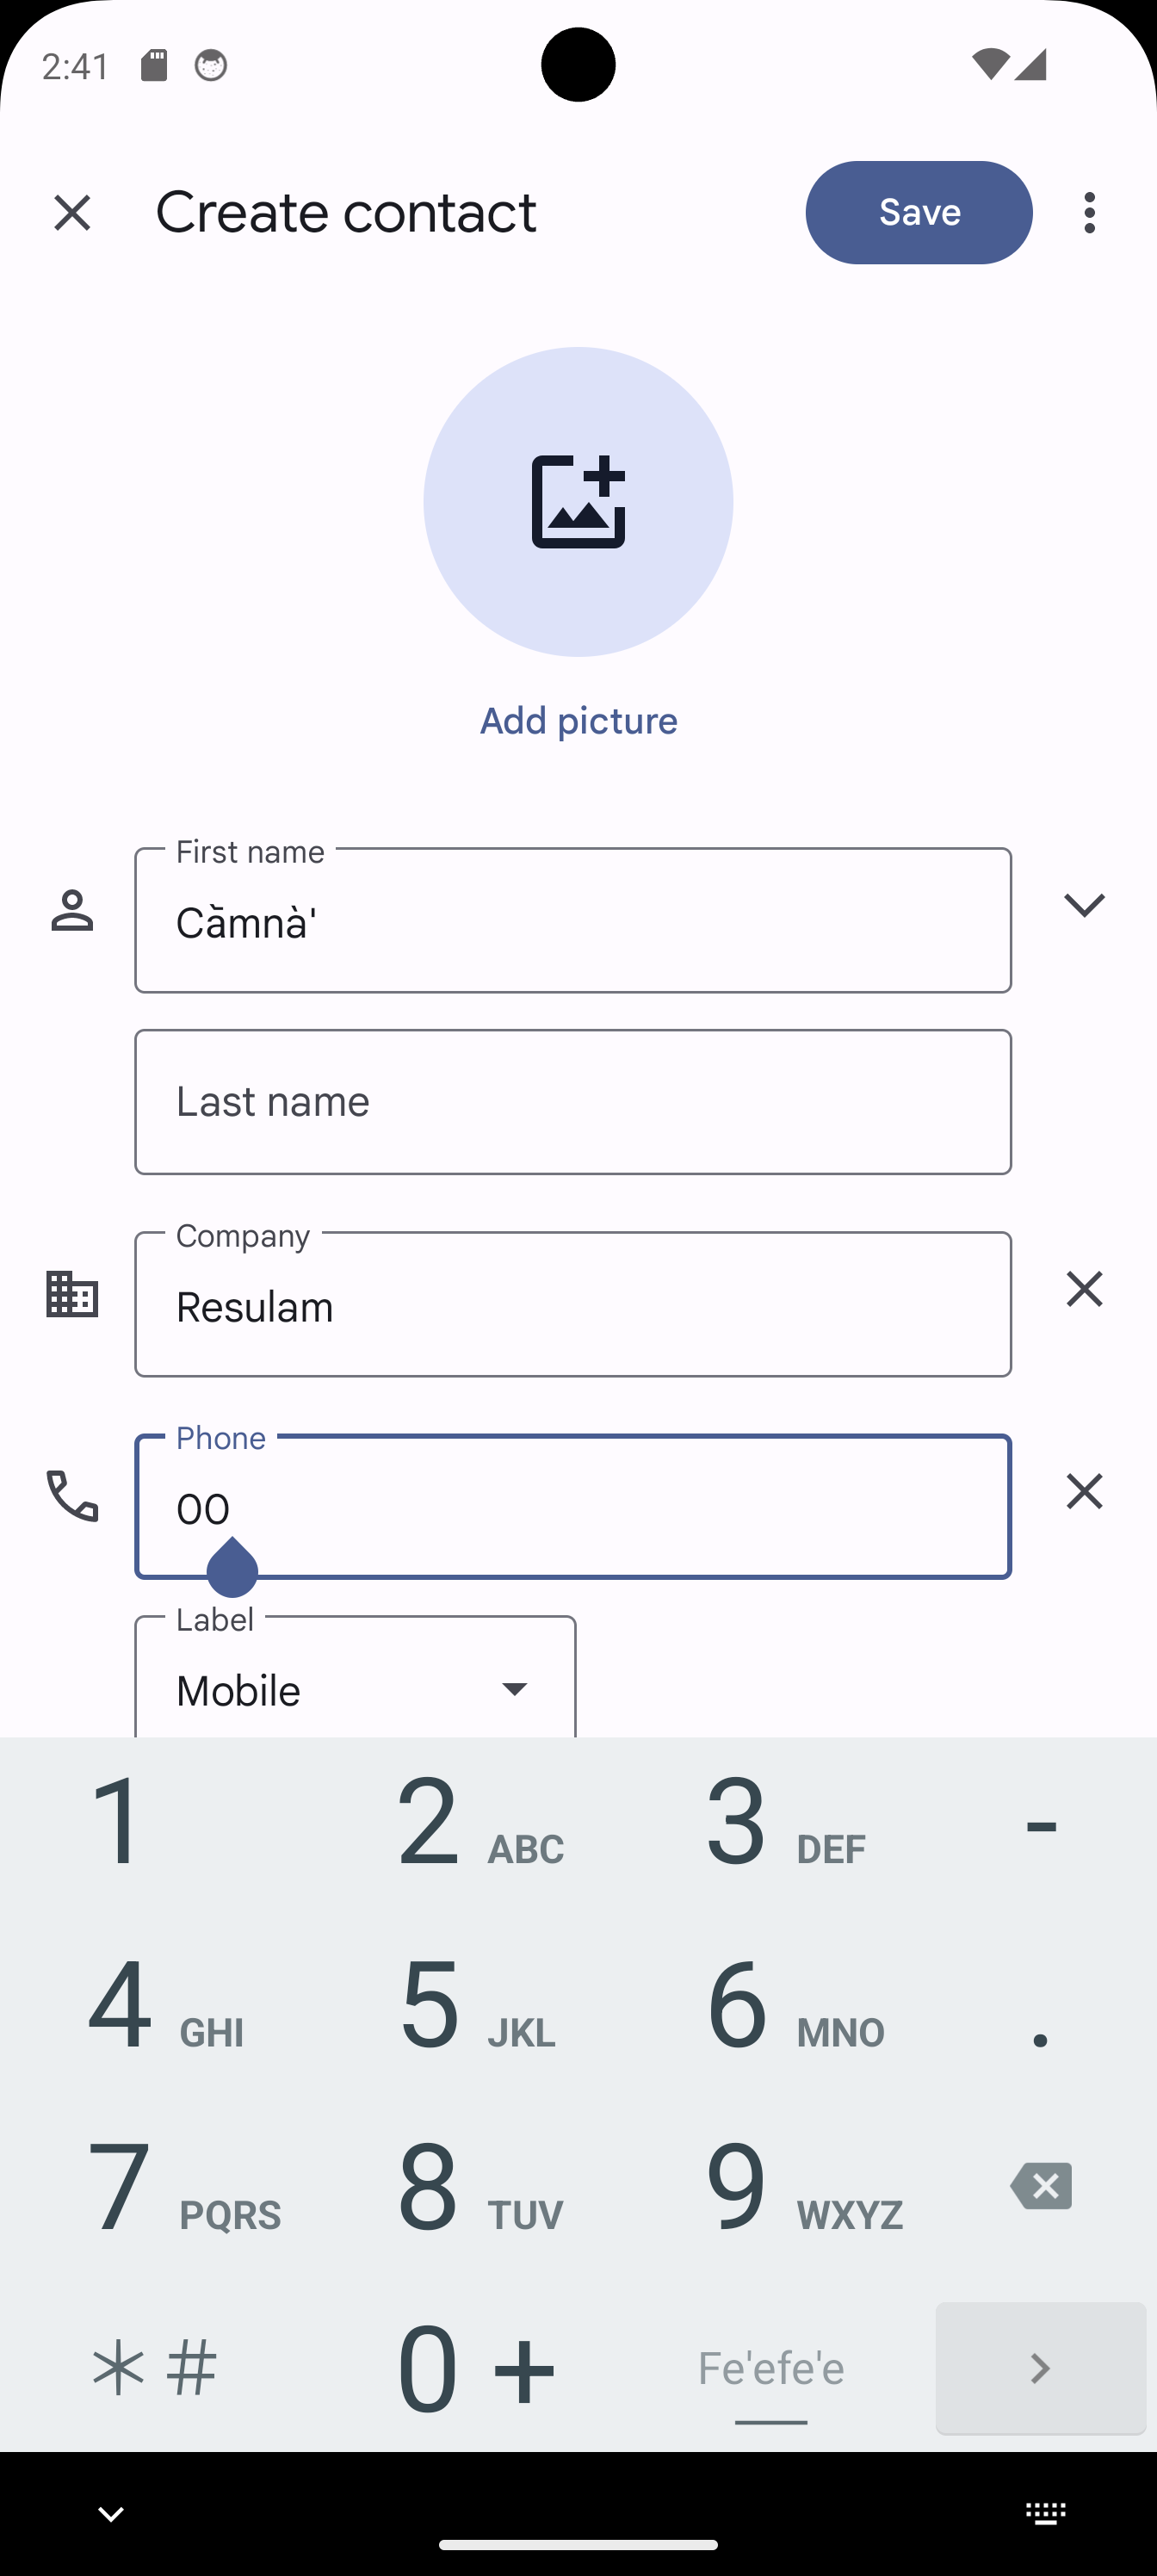 2:41
Create contact
Save
Add picture
First name
Cȁmnà'
Last name
Company
Resulam
Phone
00
Label
Mobile
1
2 ABC
3 DEF
-
4 GHI
5 JKL
6 MNO
.
7 PQRS
8 TUV
9 WXYZ
* #
0 +
Fe'efe'e